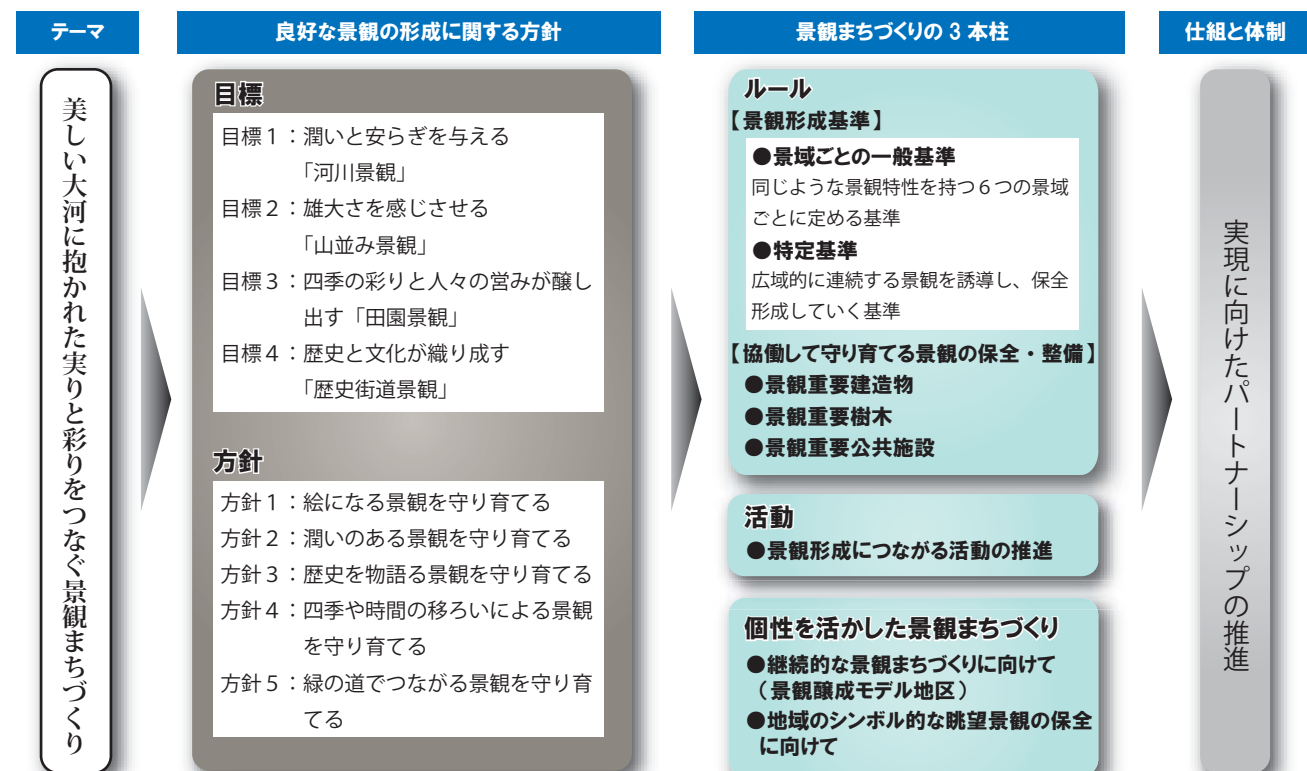 テーマ
美しい大河に抱かれた実りと彩りをつなぐ景観まちづくり
良好な景観の形成に関する方針
目標
目標1：潤いと安らぎを与える
「河川景観」
目標2：雄大さを感じさせる
「山並み景観」
目標3：四季の彩りと人々の営みが醸し
出す「田園景観」
目標4：歴史と文化が織り成す
「歴史街道景観」
方針
方針1：絵になる景観を守り育てる
方針2：潤いのある景観を守り育てる
方針3：歴史を物語る景観を守り育てる
方針4：四季や時間の移ろいによる景観
を守り育てる
方針5：緑の道でつながる景観を守り育
てる
景観まちづくりの3本柱
ルール
【景観形成基準】
●景域ごとの一般基準
同じような景観特性を持つ6つの景域
ごとに定める基準
●特定基準
広域的に連続する景観を誘導し、保全
形成していく基準
【協働して守り育てる景観の保全・整備】
●景観重要建造物
●景観重要樹木
●景観重要公共施設
活動
●景観形成につながる活動の推進
個性を活かした景観まちづくり
●継続的な景観まちづくりに向けて
（景観醸成モデル地区）
●地域のシンボル的な眺望景観の保全
に向けて
仕組と体制
実現に向けたパートナーシップの推進